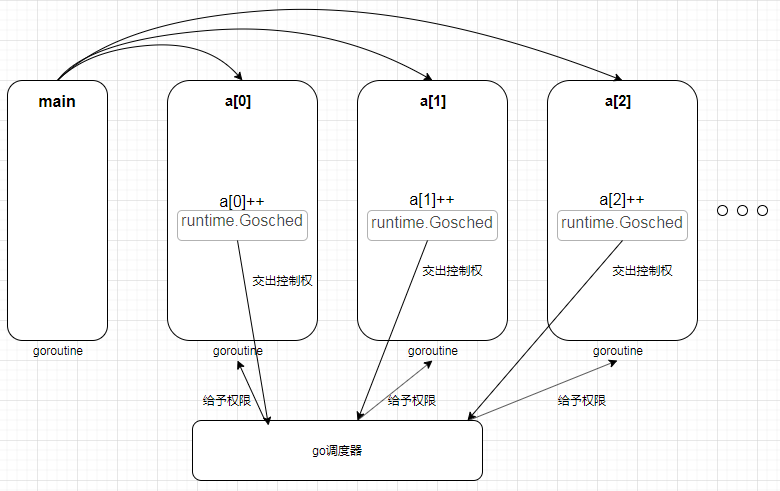 main
a[0]
a[1]
a[2]
a[0]++
runtime.Gosched
a[1]++
runtime.Gosched
a[2]++
runtime.Gosched
交出控制权
交出控制权
交出控制权
goroutine
goroutine
goroutine
goroutine
给予权限
给予权限
给予权限
go调度器